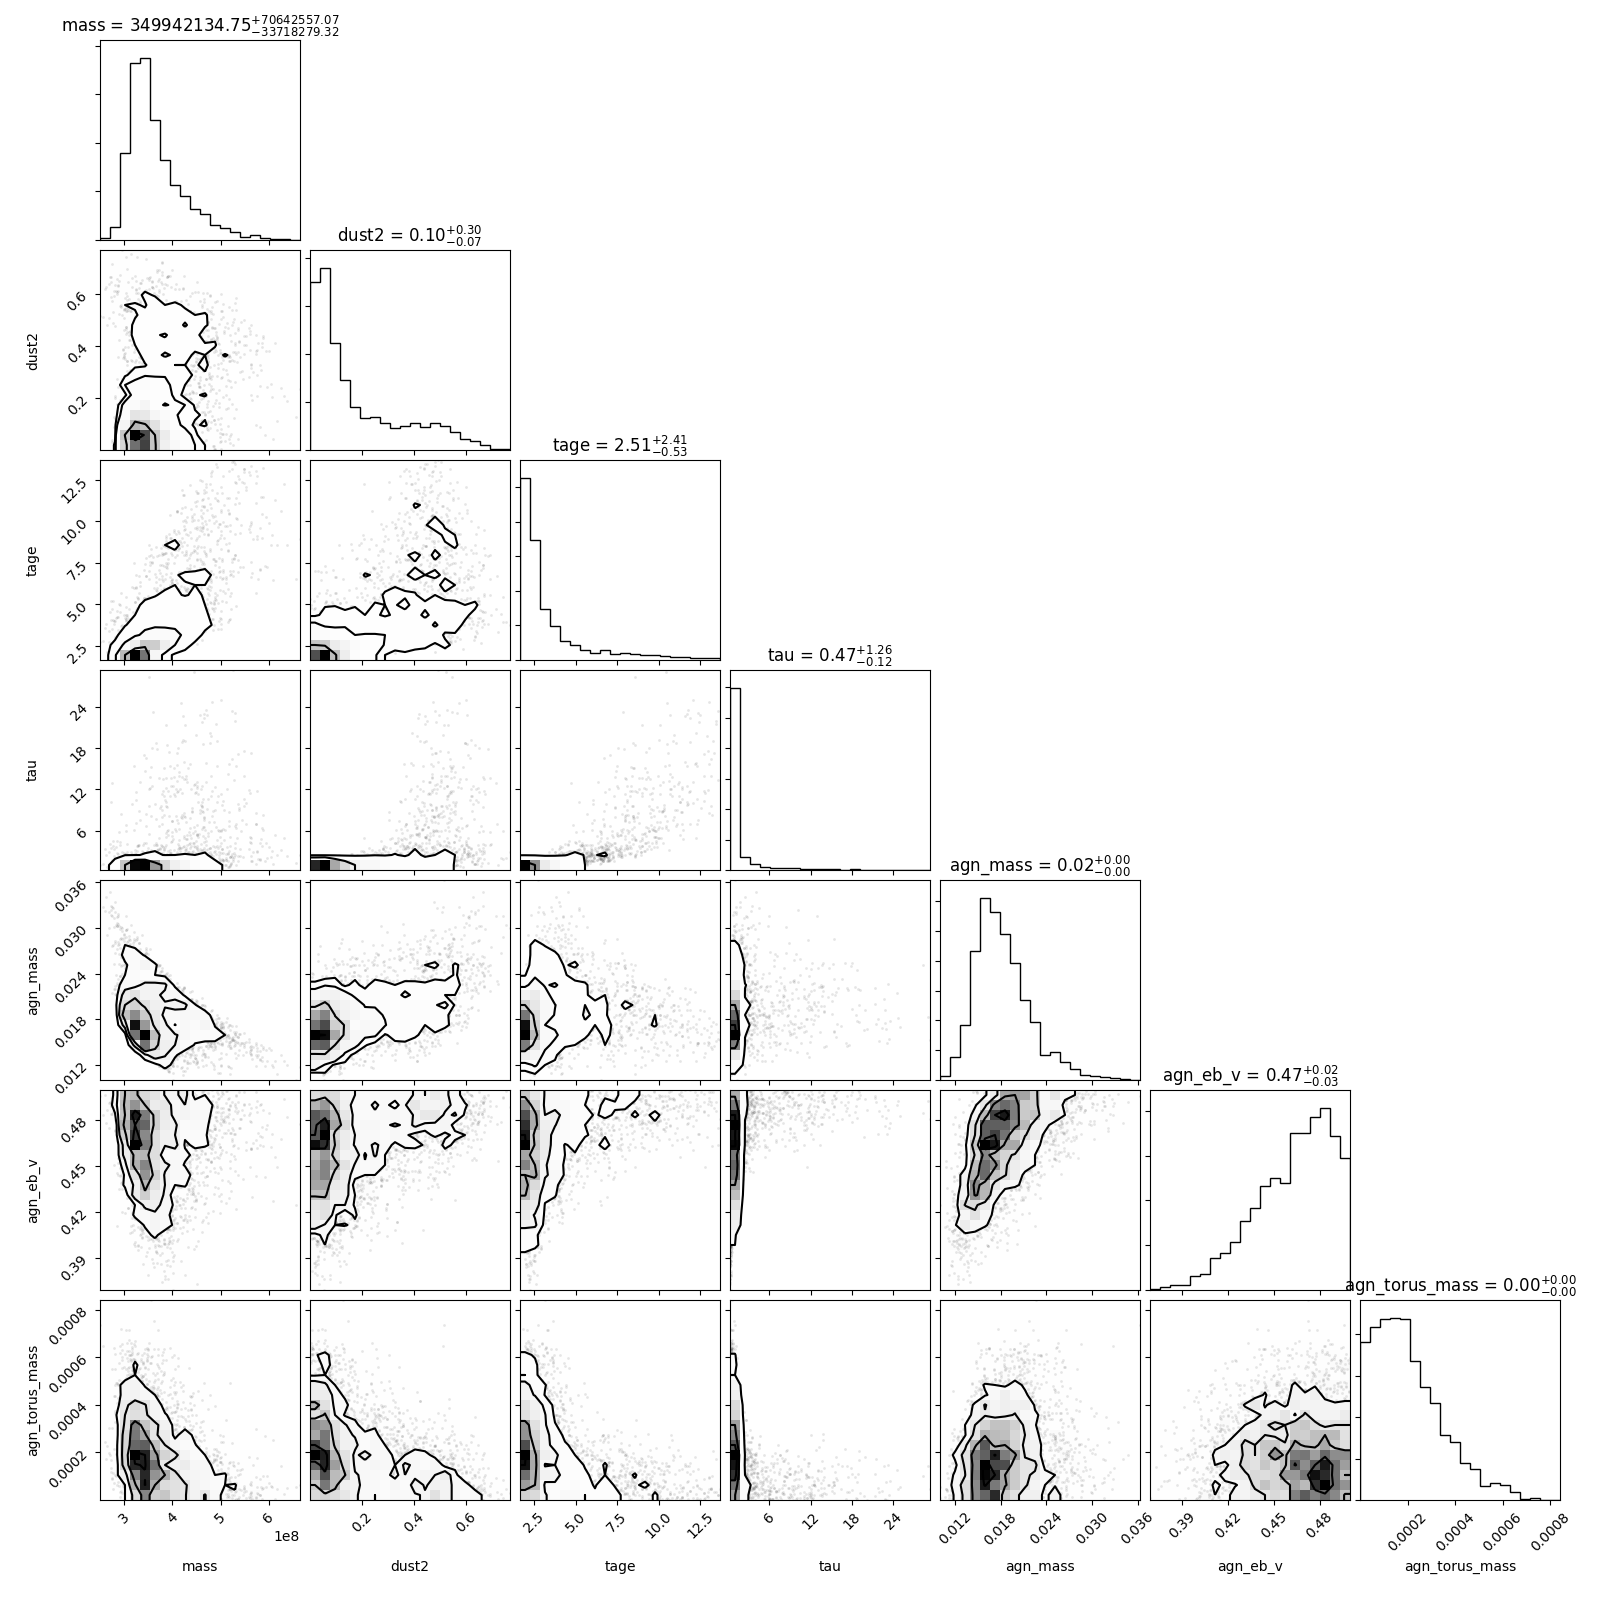 mass = 349942134.75+70642557.07−33718279.32
dust2 = 0.10+0.30−0.07
dust2
0.6
0.4
0.2
tage = 2.51+2.41−0.53
tage
12.5
10.0
7.5
5.0
2.5
tau = 0.47+1.26−0.12
tau
24
18
12
6
agn_mass = 0.02+0.00−0.00
agn_mass
0.036
0.030
0.024
0.018
0.012
agn_eb_v = 0.47+0.02−0.03
agn_eb_v
0.48
0.45
0.42
0.39
agn_torus_mass = 0.00+0.00−0.00
agn_torus_mass
0.0008
0.0006
0.0004
0.0002
3 4 5 6
1e8
0.2 0.4 0.6
2.5 5.0 7.5 10.0 12.5
6 12 18 24
0.012 0.018 0.024 0.030 0.036
0.39 0.42 0.45 0.48
0.0002 0.0004 0.0006 0.0008
mass dust2 tage tau agn_mass agn_eb_v agn_torus_mass